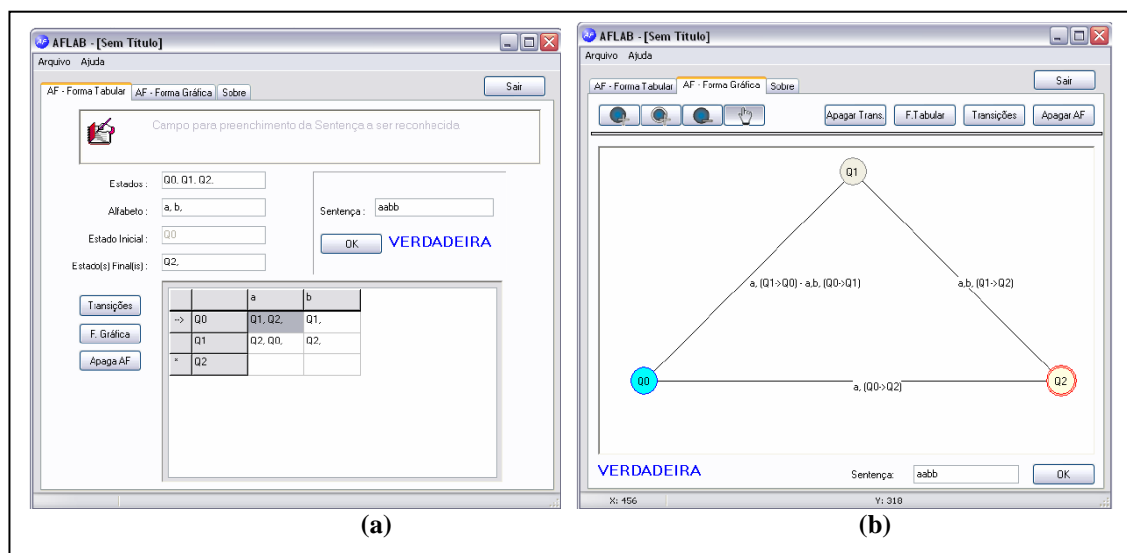 AFLAB - [Sem Título]
Arquivo Ajuda
Sair
AF - Forma Tabular AF - Forma Gráfica Sobre
Campo para preenchimento da Sentença a ser reconhecida
Estados : Q0, Q1, Q2,
Alfabeto : a, b,
Estado Inicial : Q0
Estado(s) Final(is) : Q2,
Sentença : aabb
OK VERDADEIRA
Transições
F. Gráfica
Apaga AF
a b
--> Q0 Q1, Q2, Q1,
Q1 Q2, Q0, Q2,
* Q2
(a)
AFLAB - [Sem Título]
Arquivo Ajuda
Sair
AF - Forma Tabular AF - Forma Gráfica Sobre
Apagar Trans. F.Tabular Transições Apagar AF
Q1
a, (Q1->Q0) - a,b, (Q0->Q1) a,b, (Q1->Q2)
Q0 Q2
a, (Q0->Q2)
VERDADEIRA Sentença: aabb OK
X: 456 Y: 318
(b)